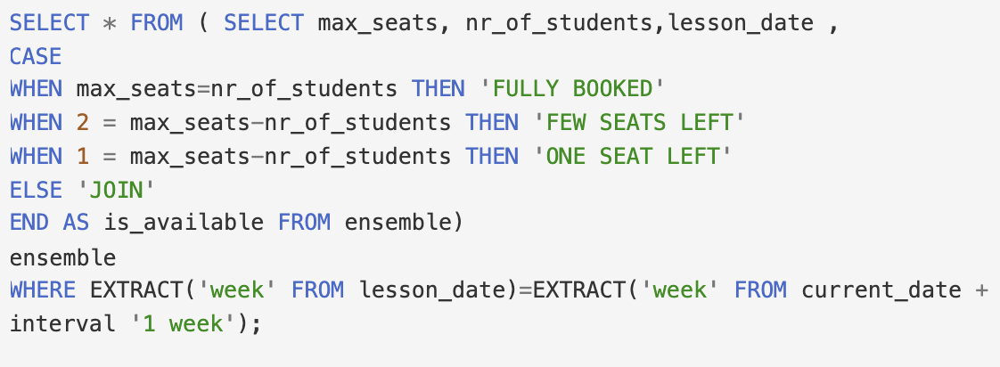 SELECT * FROM ( SELECT max_seats, nr_of_students,lesson_date ,
CASE
WHEN max_seats=nr_of_students THEN 'FULLY BOOKED'
WHEN 2 = max_seats-nr_of_students THEN 'FEW SEATS LEFT'
WHEN 1 = max_seats-nr_of_students THEN 'ONE SEAT LEFT'
ELSE 'JOIN'
END AS is_available FROM ensemble)
ensemble
WHERE EXTRACT('week' FROM lesson_date)=EXTRACT('week' FROM current_date +
interval '1 week');